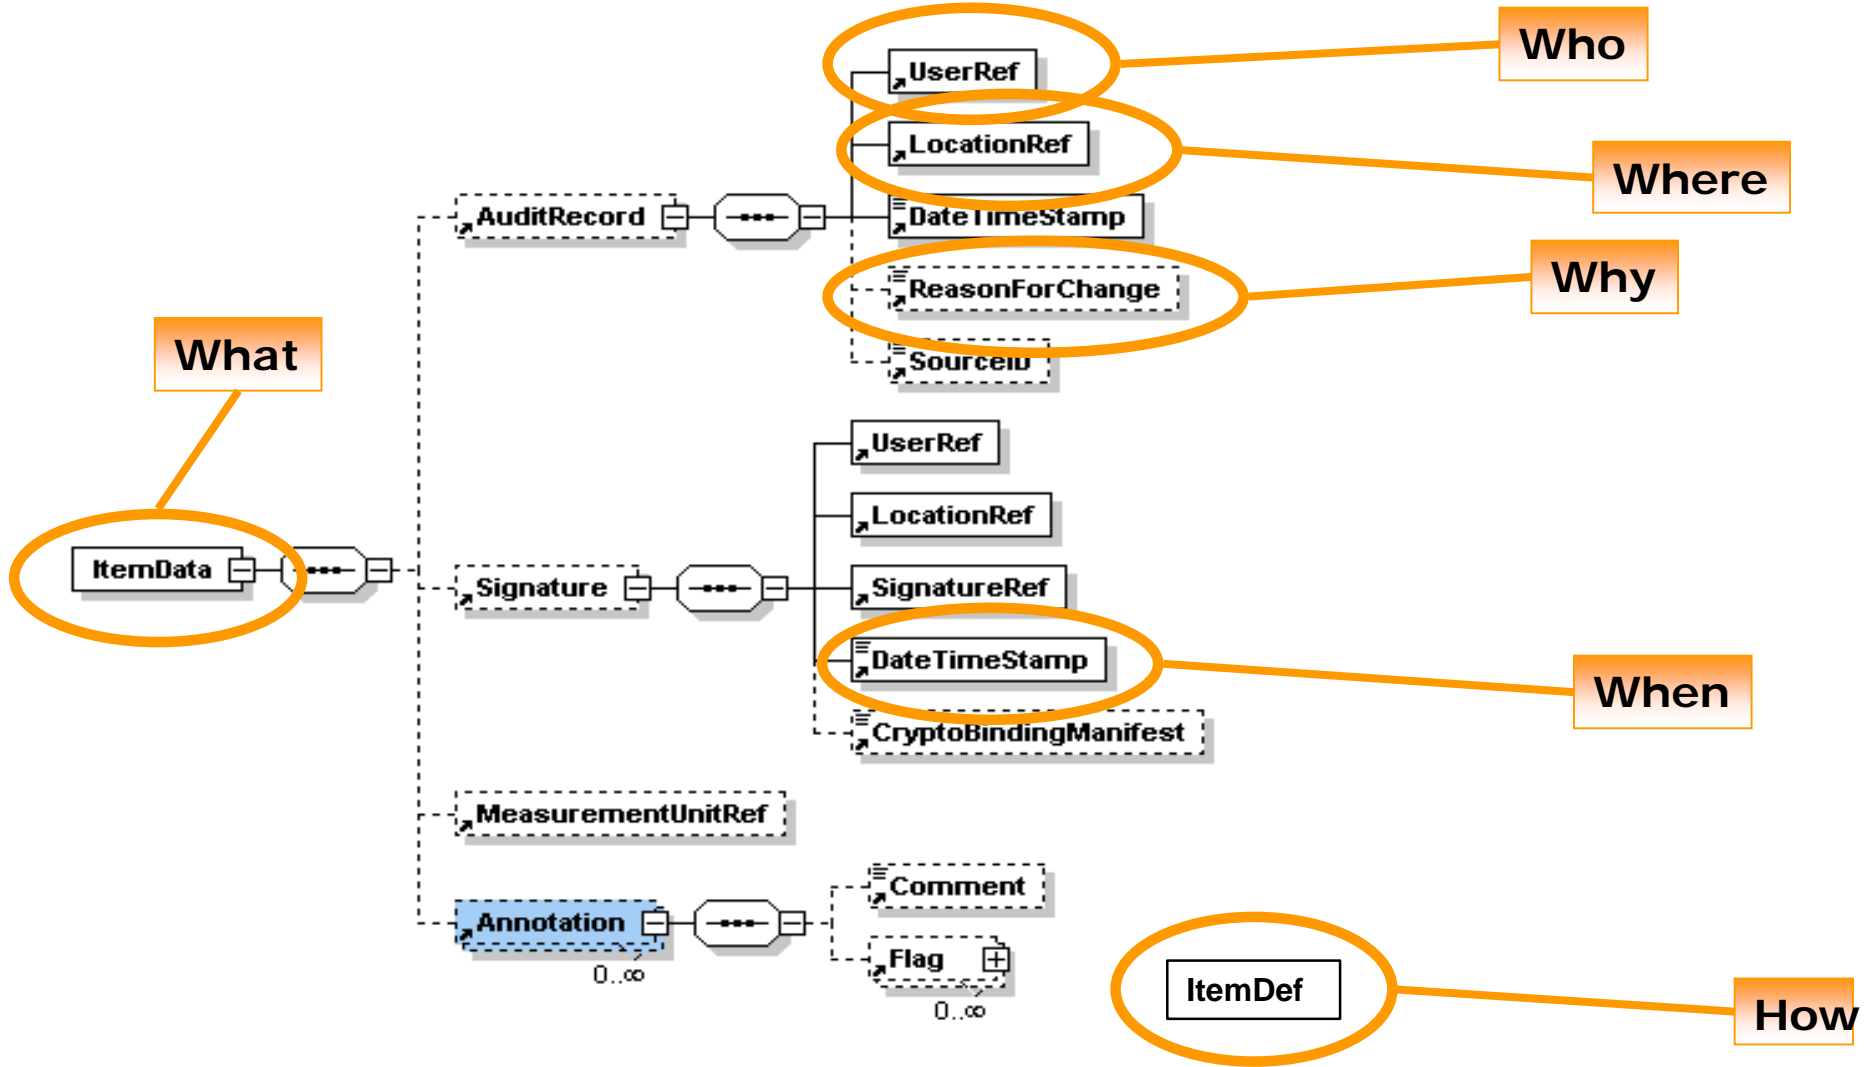 Who
UserRef
LocationRef
Where
AuditRecord
DateTimeStamp
Why
ReasonForChange
What
SourceID
UserRef
LocationRef
ItemData
Signature
SignatureRef
DateTimeStamp
When
CryptoBindingManifest
MeasurementUnitRef
Comment
Annotation
0..∞
Flag
0..∞
ItemDef
How